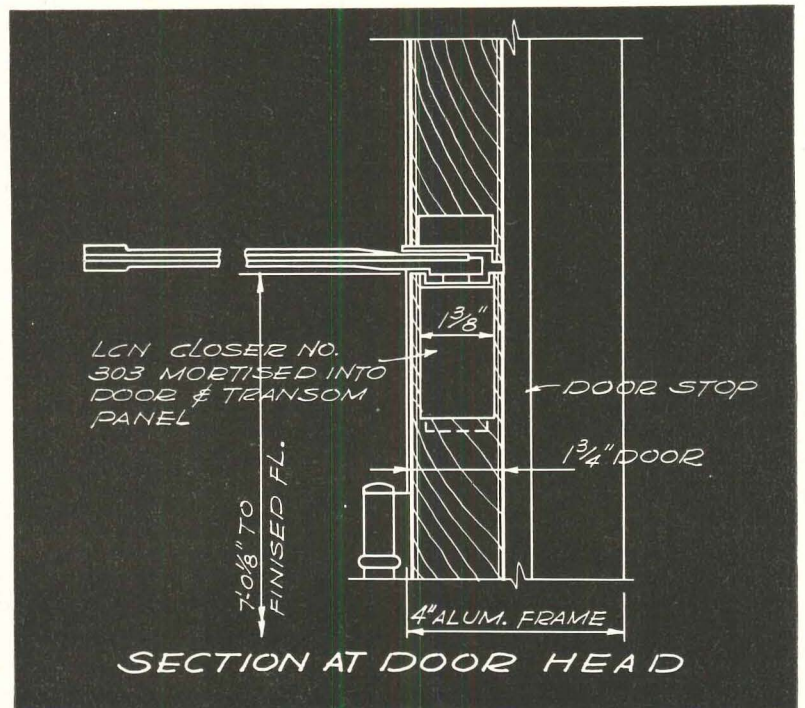 1 3/8"
LCN CLOSER NO.
303 MORTISED INTO
DOOR & TRANSOM
PANEL
DOOR STOP
1 3/4" DOOR
7'-0 1/8" TO
FINISED FL.
4" ALUM. FRAME
SECTION AT DOOR HEAD